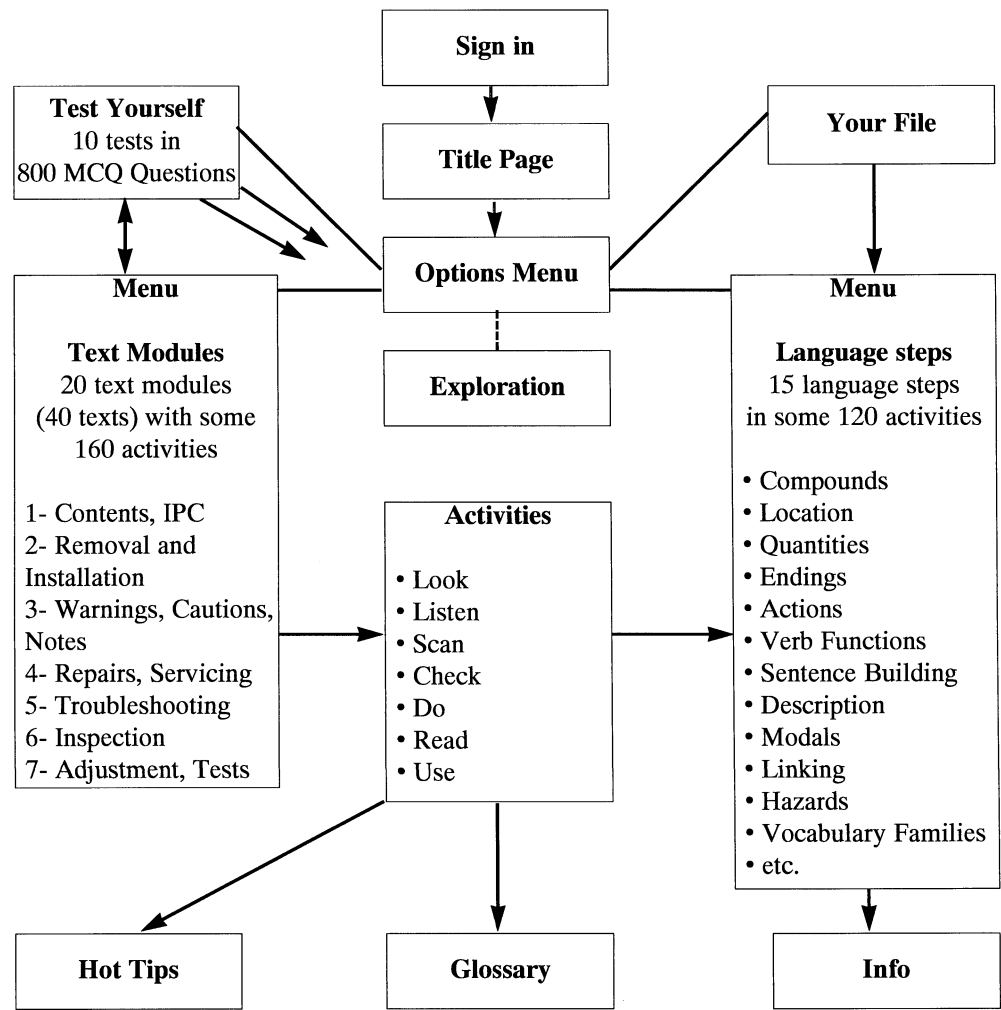 Sign in
Test Yourself
10 tests in
800 MCQ Questions
Title Page
Your File
Options Menu
Exploration
Menu
Text Modules
20 text modules
(40 texts) with some
160 activities
1- Contents, IPC
2- Removal and
Installation
3- Warnings, Cautions,
Notes
4- Repairs, Servicing
5- Troubleshooting
6- Inspection
7- Adjustment, Tests
Activities
• Look
• Listen
• Scan
• Check
• Do
• Read
• Use
Menu
Language steps
15 language steps
in some 120 activities
• Compounds
• Location
• Quantities
• Endings
• Actions
• Verb Functions
• Sentence Building
• Description
• Modals
• Linking
• Hazards
• Vocabulary Families
• etc.
Hot Tips
Glossary
Info